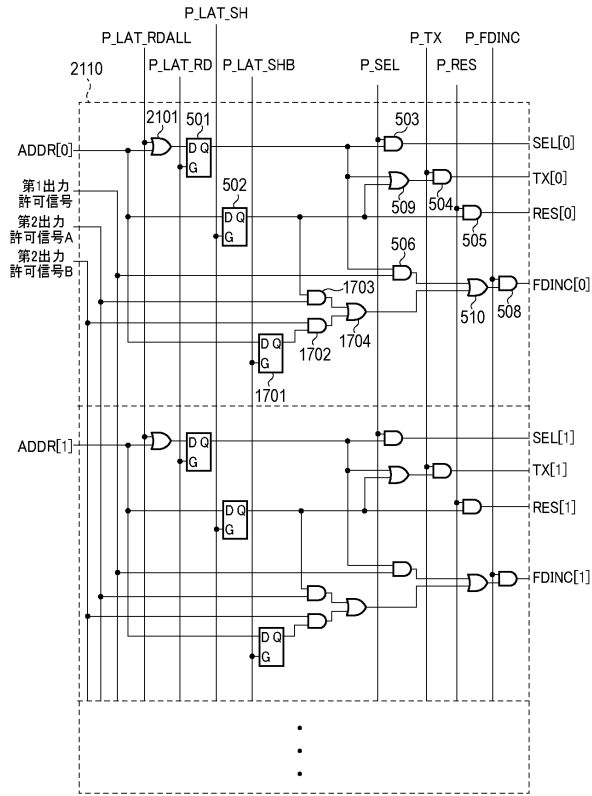 P_LAT_SH
P_LAT_RDALL
P_TX
P_FDINC
P_LAT_RD
P_LAT_SHB
P_SEL
P_RES
2110
2101
501
503
ADDR[0]
D Q
G
SEL[0]
TX[0]
第1出力
許可信号
502
509
504
D Q
G
RES[0]
第2出力
許可信号A
505
506
第2出力
許可信号B
FDINC[0]
1703
510
508
1704
1702
D Q
G
1701
ADDR[1]
D Q
G
SEL[1]
TX[1]
D Q
G
RES[1]
FDINC[1]
D Q
G